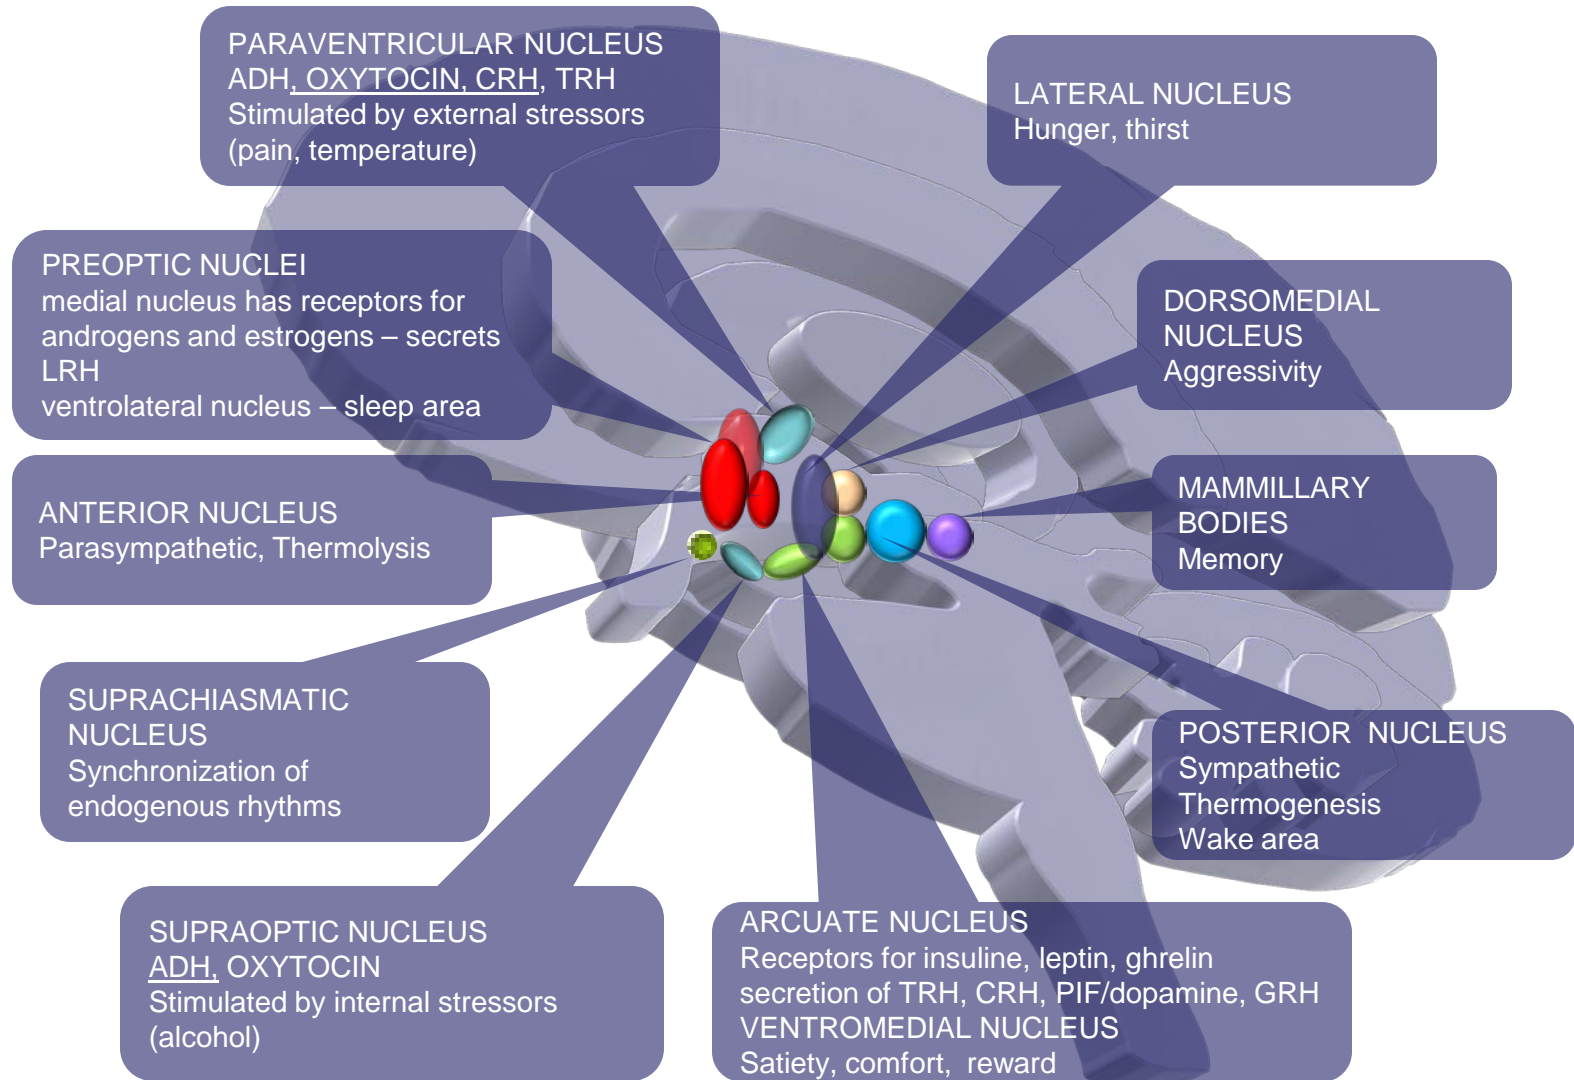 PARAVENTRICULAR NUCLEUS
ADH, OXYTOCIN, CRH, TRH
Stimulated by external stressors
(pain, temperature)
LATERAL NUCLEUS
Hunger, thirst
PREOPTIC NUCLEI
medial nucleus has receptors for
androgens and estrogens – secrets
LRH
ventrolateral nucleus – sleep area
DORSOMEDIAL
NUCLEUS
Aggressivity
ANTERIOR NUCLEUS
Parasympathetic, Thermolysis
MAMMILLARY
BODIES
Memory
SUPRACHIASMATIC
NUCLEUS
Synchronization of
endogenous rhythms
POSTERIOR  NUCLEUS
Sympathetic
Thermogenesis
Wake area
SUPRAOPTIC NUCLEUS
ADH, OXYTOCIN
Stimulated by internal stressors
(alcohol)
ARCUATE NUCLEUS
Receptors for insuline, leptin, ghrelin
secretion of TRH, CRH, PIF/dopamine, GRH
VENTROMEDIAL NUCLEUS
Satiety, comfort,  reward